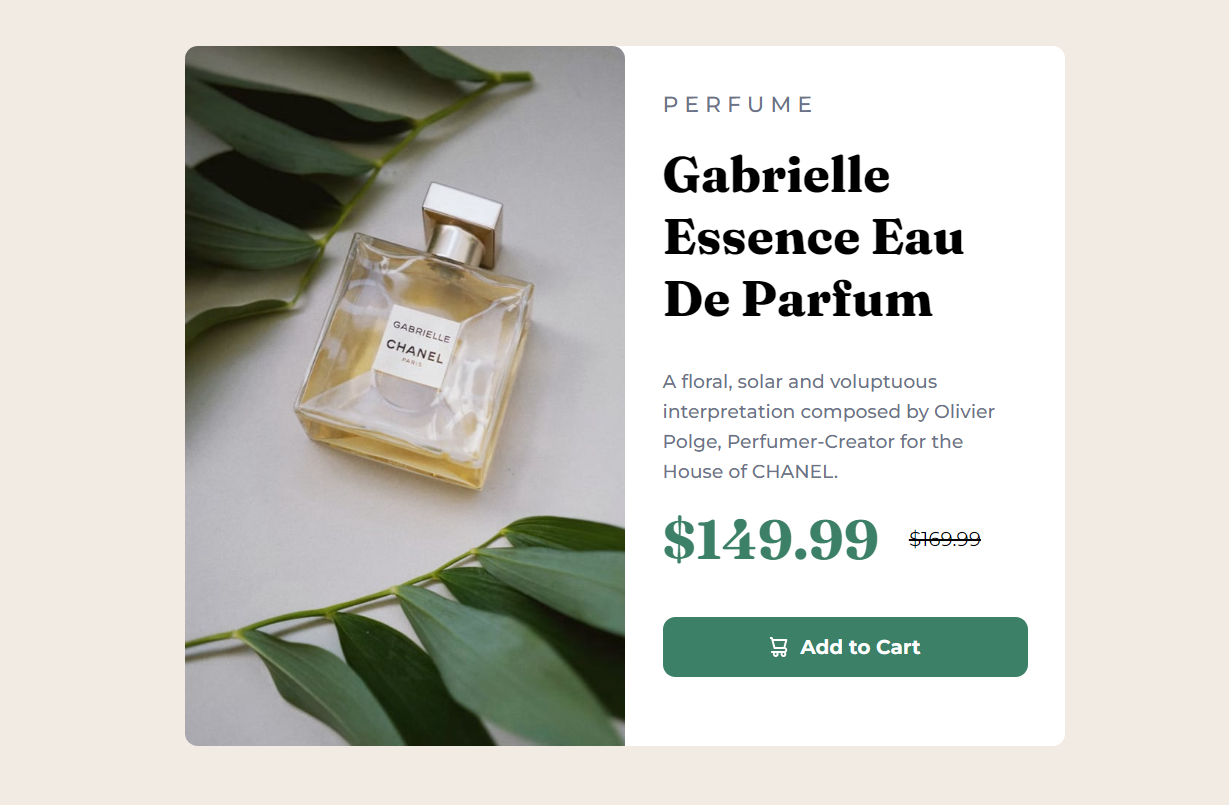 GABRIELLE
CHANEL
PARIS
PERFUME
Gabrielle
Essence Eau
De Parfum
A floral, solar and voluptuous
interpretation composed by Olivier
Polge, Perfumer-Creator for the
House of CHANEL.
$149.99 $169.99
Add to Cart